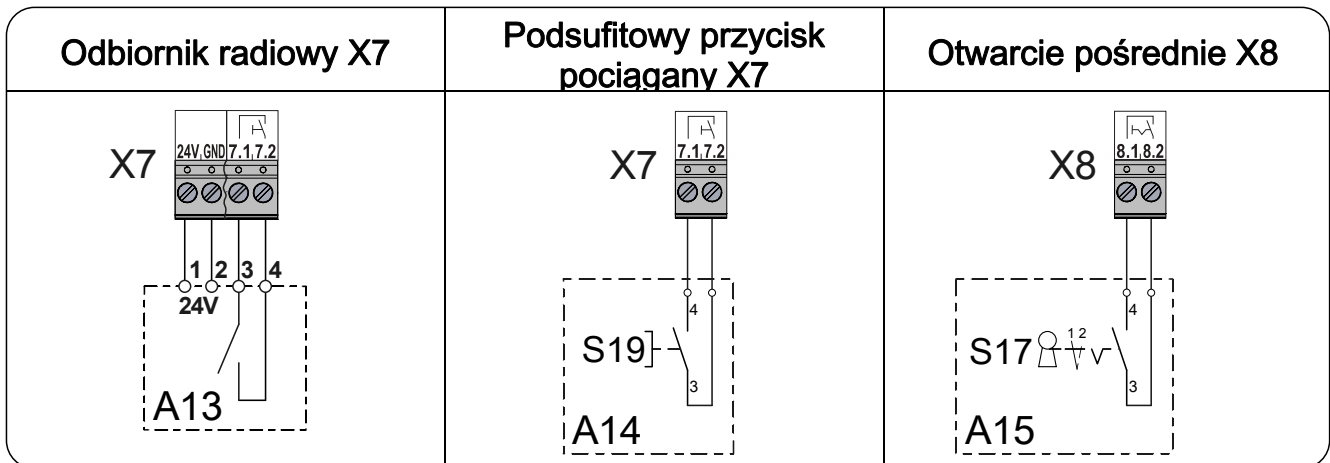 Odbiornik radiowy X7
Podsufitowy przycisk
pociągany X7
Otwarcie pośrednie X8
X7
24V GND 7.1 7.2
1 2 3 4
24V
A13
X7
7.1 7.2
4
S19
3
A14
X8
8.1 8.2
4
S17
1 2
3
A15